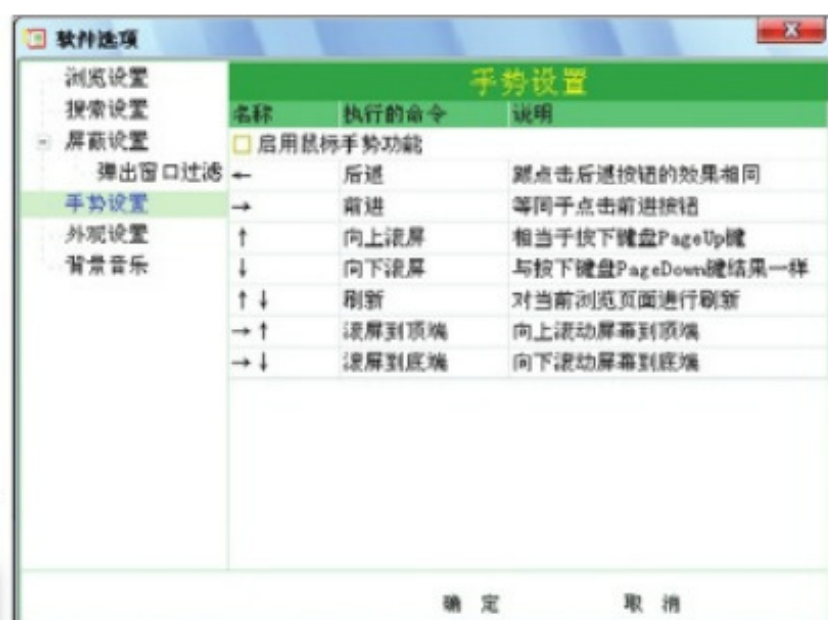 软件选项
浏览设置
搜索设置
屏蔽设置
弹出窗口过滤
手势设置
外观设置
背景音乐
手势设置
名称 执行的命令 说明
启用鼠标手势功能
← 后退 跟点击后退按钮的效果相同
→ 前进 等同于点击前进按钮
↑ 向上滚屏 相当于按下键盘PageUp键
↓ 向下滚屏 与按下键盘PageDown键结果一样
↑↓ 刷新 对当前浏览页面进行刷新
→↑ 滚屏到顶端 向上滚动屏幕到顶端
→↓ 滚屏到底端 向下滚动屏幕到底端
确 定 取 消